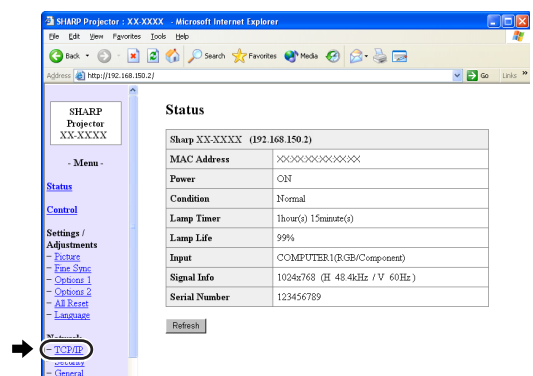 SHARP Projector : XX-XXXX - Microsoft Internet Explorer
File Edit View Favorites Tools Help
Back Search Favorites Media
Address http://192.168.150.2/ Go Links »
SHARP
Projector
XX-XXXX
- Menu -
Status
Control
Settings /
Adjustments
– Picture
– Fine Sync
– Options 1
– Options 2
– All Reset
– Language
Network
– TCP/IP
– Security
– General
Status
Sharp XX-XXXX (192.168.150.2)
MAC Address XXXXXXXXXXXX
Power ON
Condition Normal
Lamp Timer 1hour(s) 15minute(s)
Lamp Life 99%
Input COMPUTER1(RGB/Component)
Signal Info 1024x768 (H 48.4kHz / V 60Hz )
Serial Number 123456789
Refresh